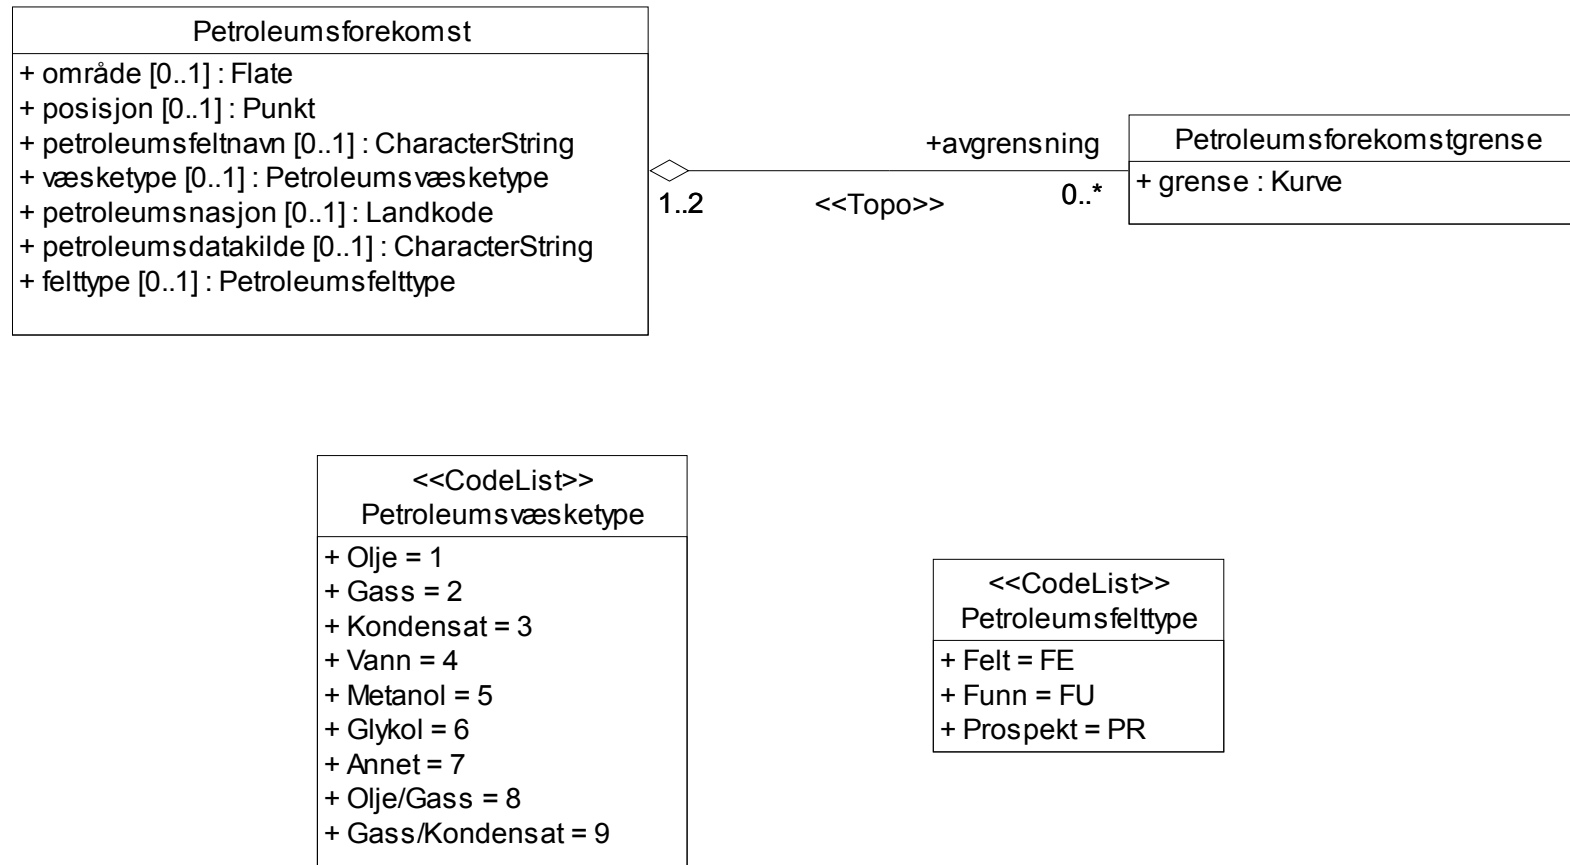 Petroleumsforekomst
+ område [0..1] : Flate
+ posisjon [0..1] : Punkt
+ petroleumsfeltnavn [0..1] : CharacterString
+ væsketype [0..1] : Petroleumsvæsketype
+ petroleumsnasjon [0..1] : Landkode
+ petroleumsdatakilde [0..1] : CharacterString
+ felttype [0..1] : Petroleumsfelttype
1..2
<<Topo>>
+avgrensning
0..*
Petroleumsforekomstgrense
+ grense : Kurve
<<CodeList>>
Petroleumsvæsketype
+ Olje = 1
+ Gass = 2
+ Kondensat = 3
+ Vann = 4
+ Metanol = 5
+ Glykol = 6
+ Annet = 7
+ Olje/Gass = 8
+ Gass/Kondensat = 9
<<CodeList>>
Petroleumsfelttype
+ Felt = FE
+ Funn = FU
+ Prospekt = PR